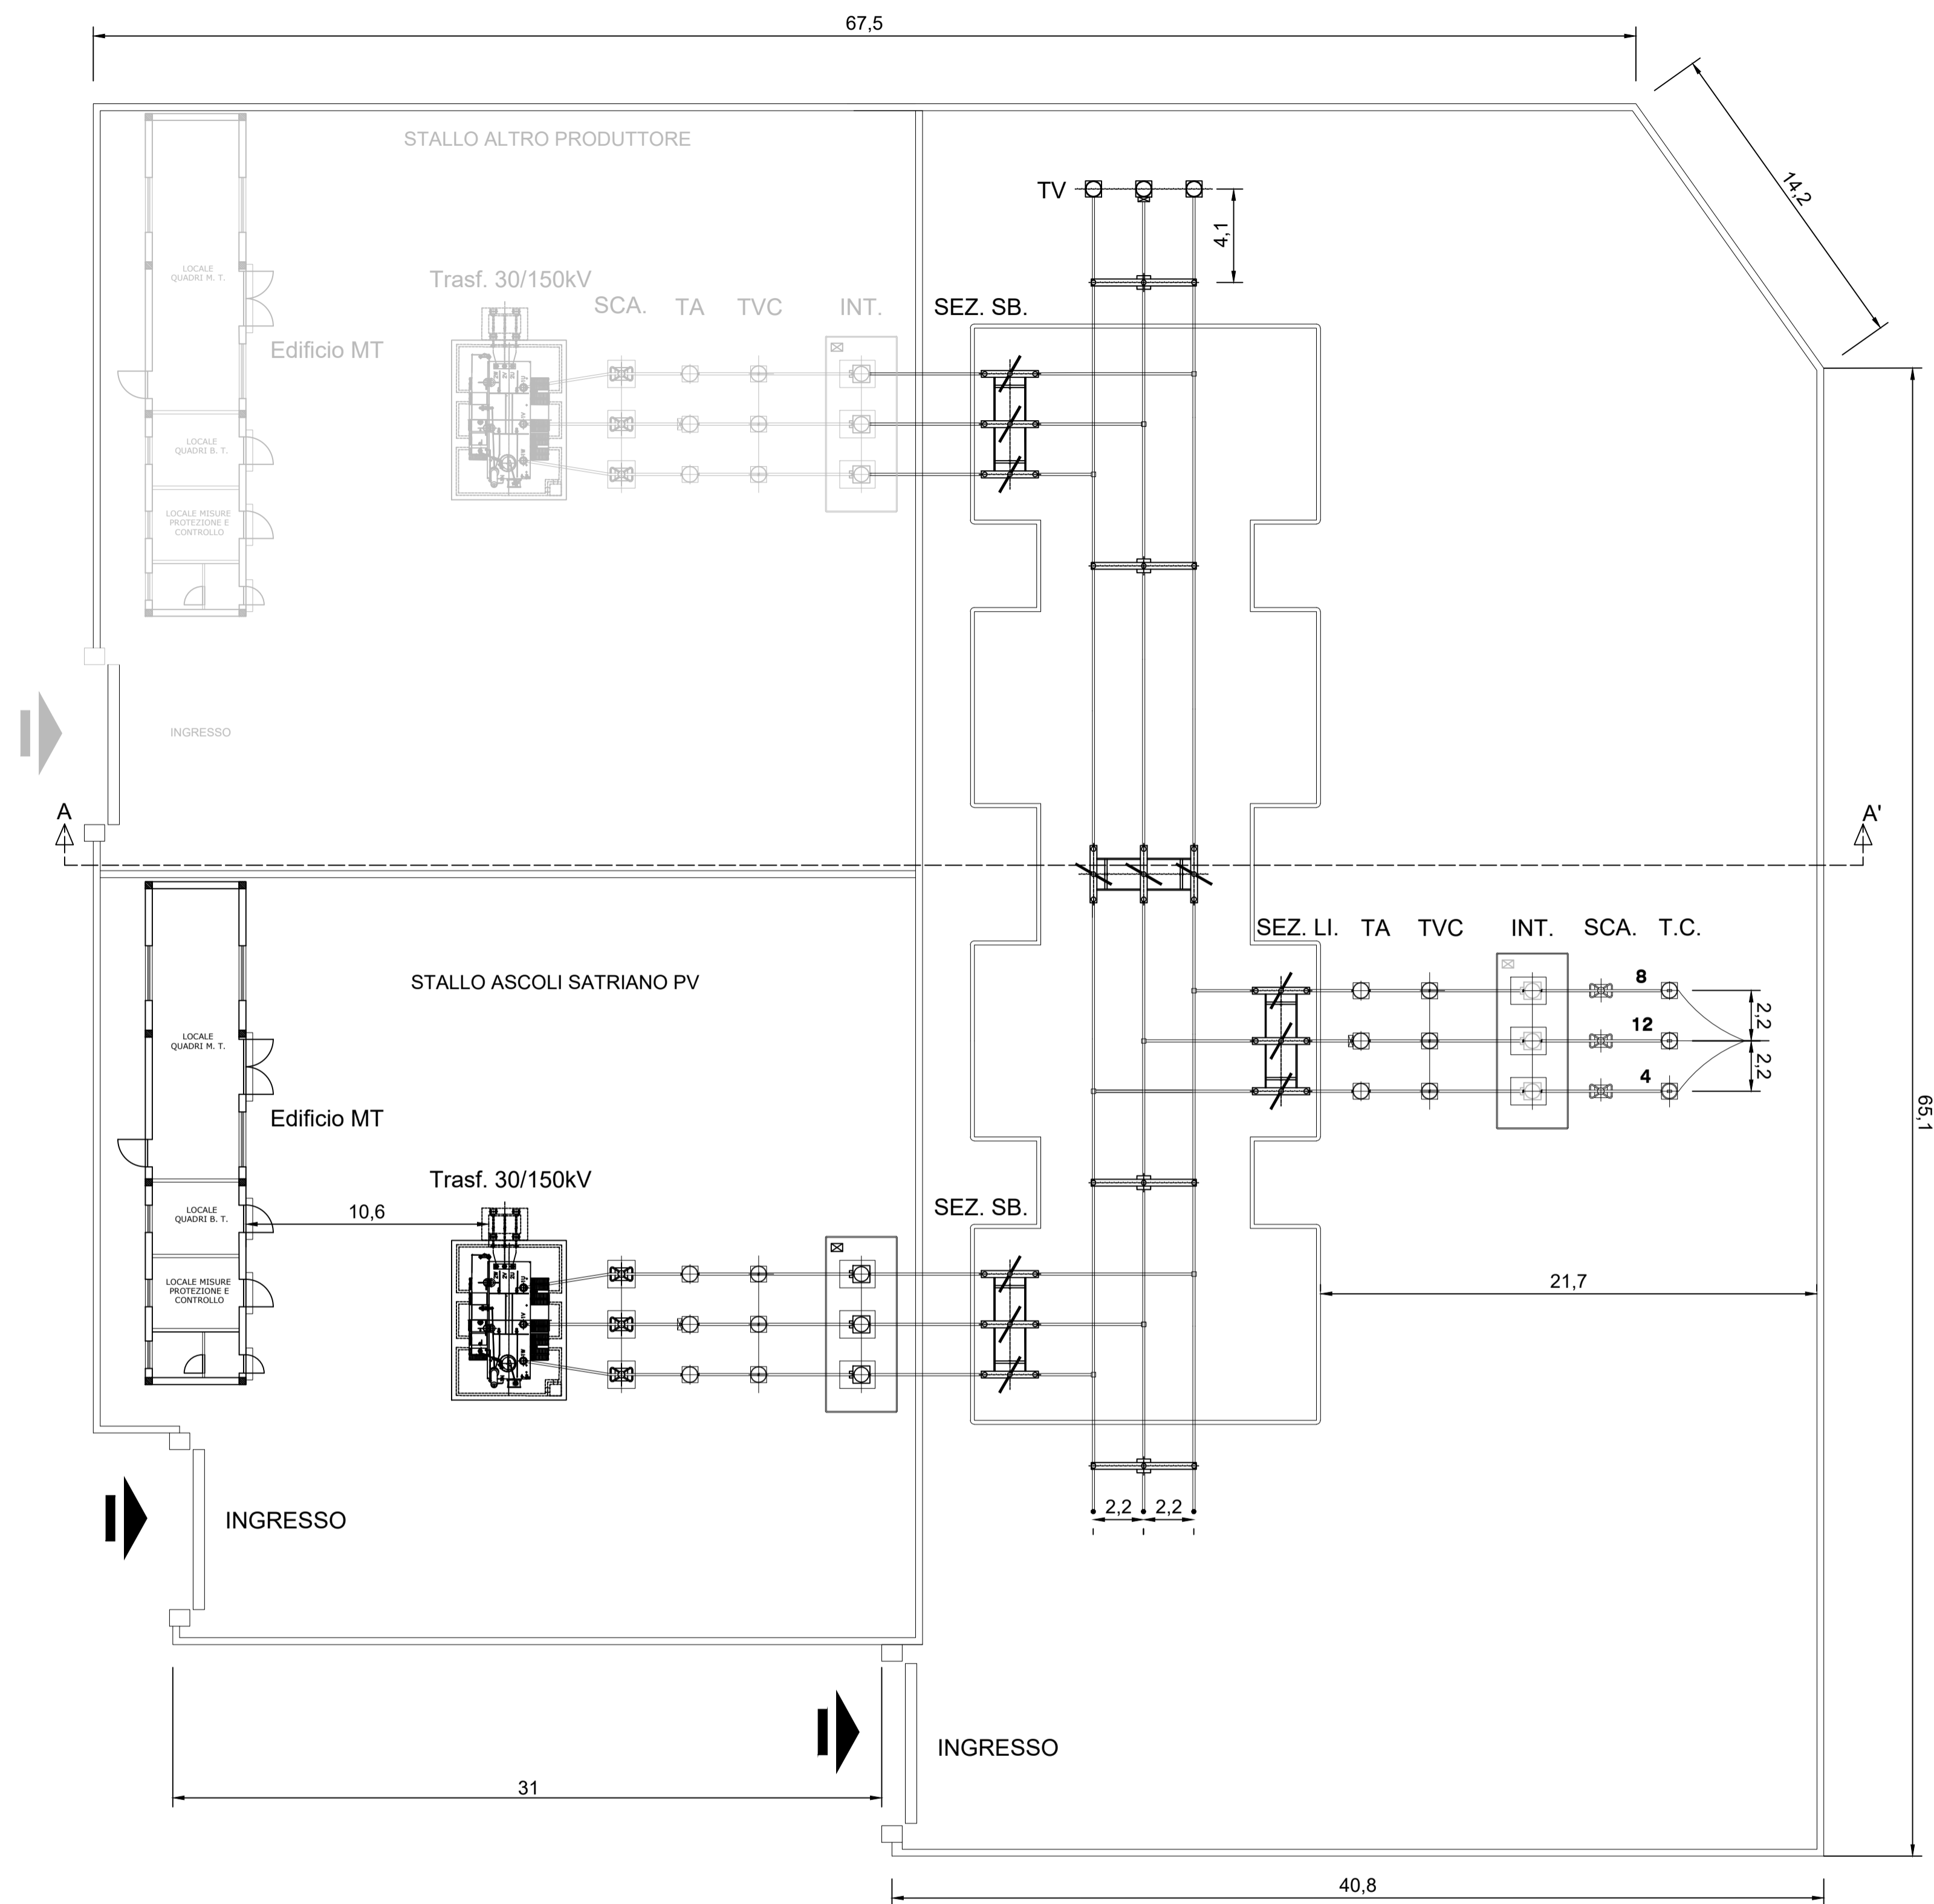 67,5
14,2
STALLO ALTRO PRODUTTORE
TV
4,1
LOCALE
QUADRI M. T.
Trasf. 30/150kV
SCA.
TA
TVC
INT.
SEZ. SB.
Edificio MT
LOCALE
QUADRI B. T.
LOCALE MISURE
PROTEZIONE E
CONTROLLO
INGRESSO
A
A'
SEZ. LI.
TA
TVC
INT.
SCA.
T.C.
STALLO ASCOLI SATRIANO PV
8
12
4
2,2
2,2
LOCALE
QUADRI M. T.
Edificio MT
65,1
Trasf. 30/150kV
SEZ. SB.
LOCALE
QUADRI B. T.
10,6
LOCALE MISURE
PROTEZIONE E
CONTROLLO
21,7
2,2
2,2
INGRESSO
INGRESSO
31
40,8